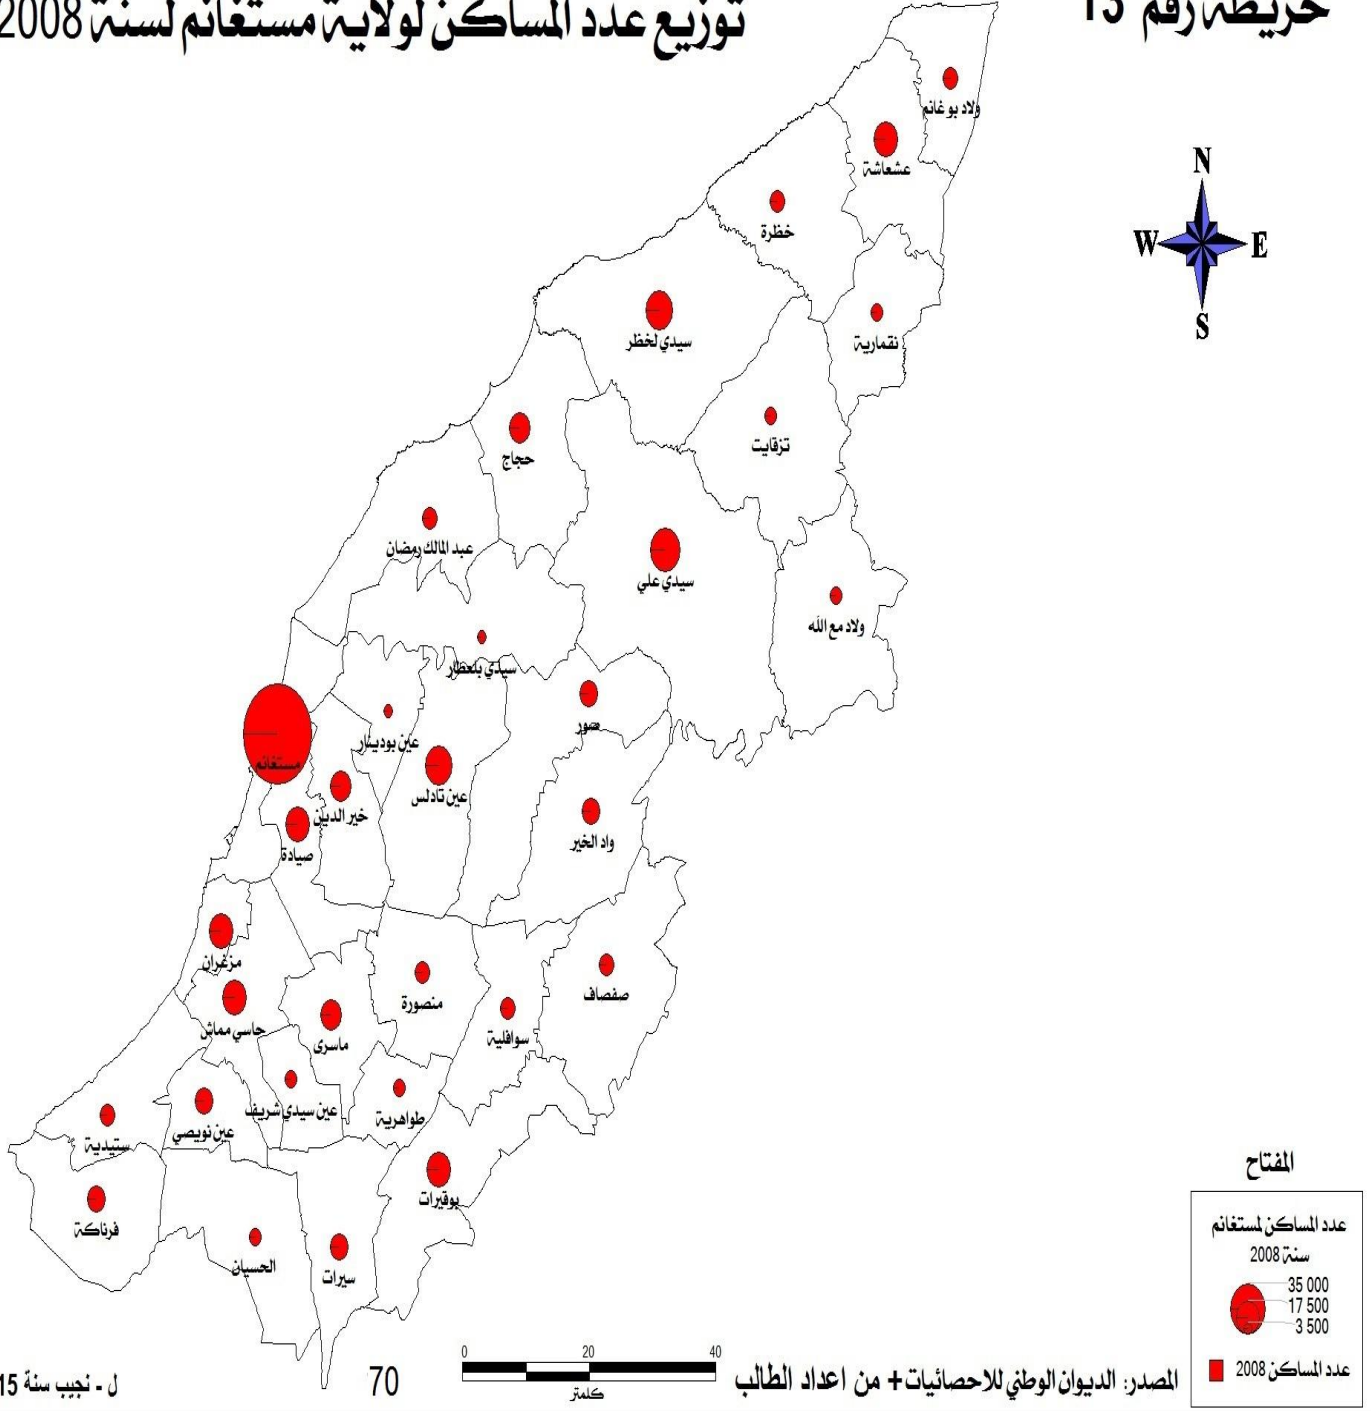 خريطة رقم 13
توزيع عدد المساكن لولاية مستغانم لسنة 2008
ولاد بوغانم
عشعاشة
N
خظرة
W
E
سيدي لخظر
نقمارية
S
حجاج
تزقايت
عبد المالك رمضان
سيدي علي
ولاد مع الله
سيدي بلعظار
صور
عين بودينار
مستغانم
عين تادلس
خير الدين
واد الخير
صيادة
مزغران
صفصاف
منصورة
حاسي مماش
ماسرى
سوافلية
عين سيدي شريف
طواهرية
عين نويصي
ستيدية
المفتاح
بوقيرات
فرناكة
عدد المساكن لمستغانم
سنة 2008
الحسيان
سيرات
35 000
17 500
3 500
عدد المساكن 2008
0 20 40
كلمتر
المصدر: الديوان الوطني للاحصائيات + من اعداد الطالب
70
ل - نجيب سنة 15